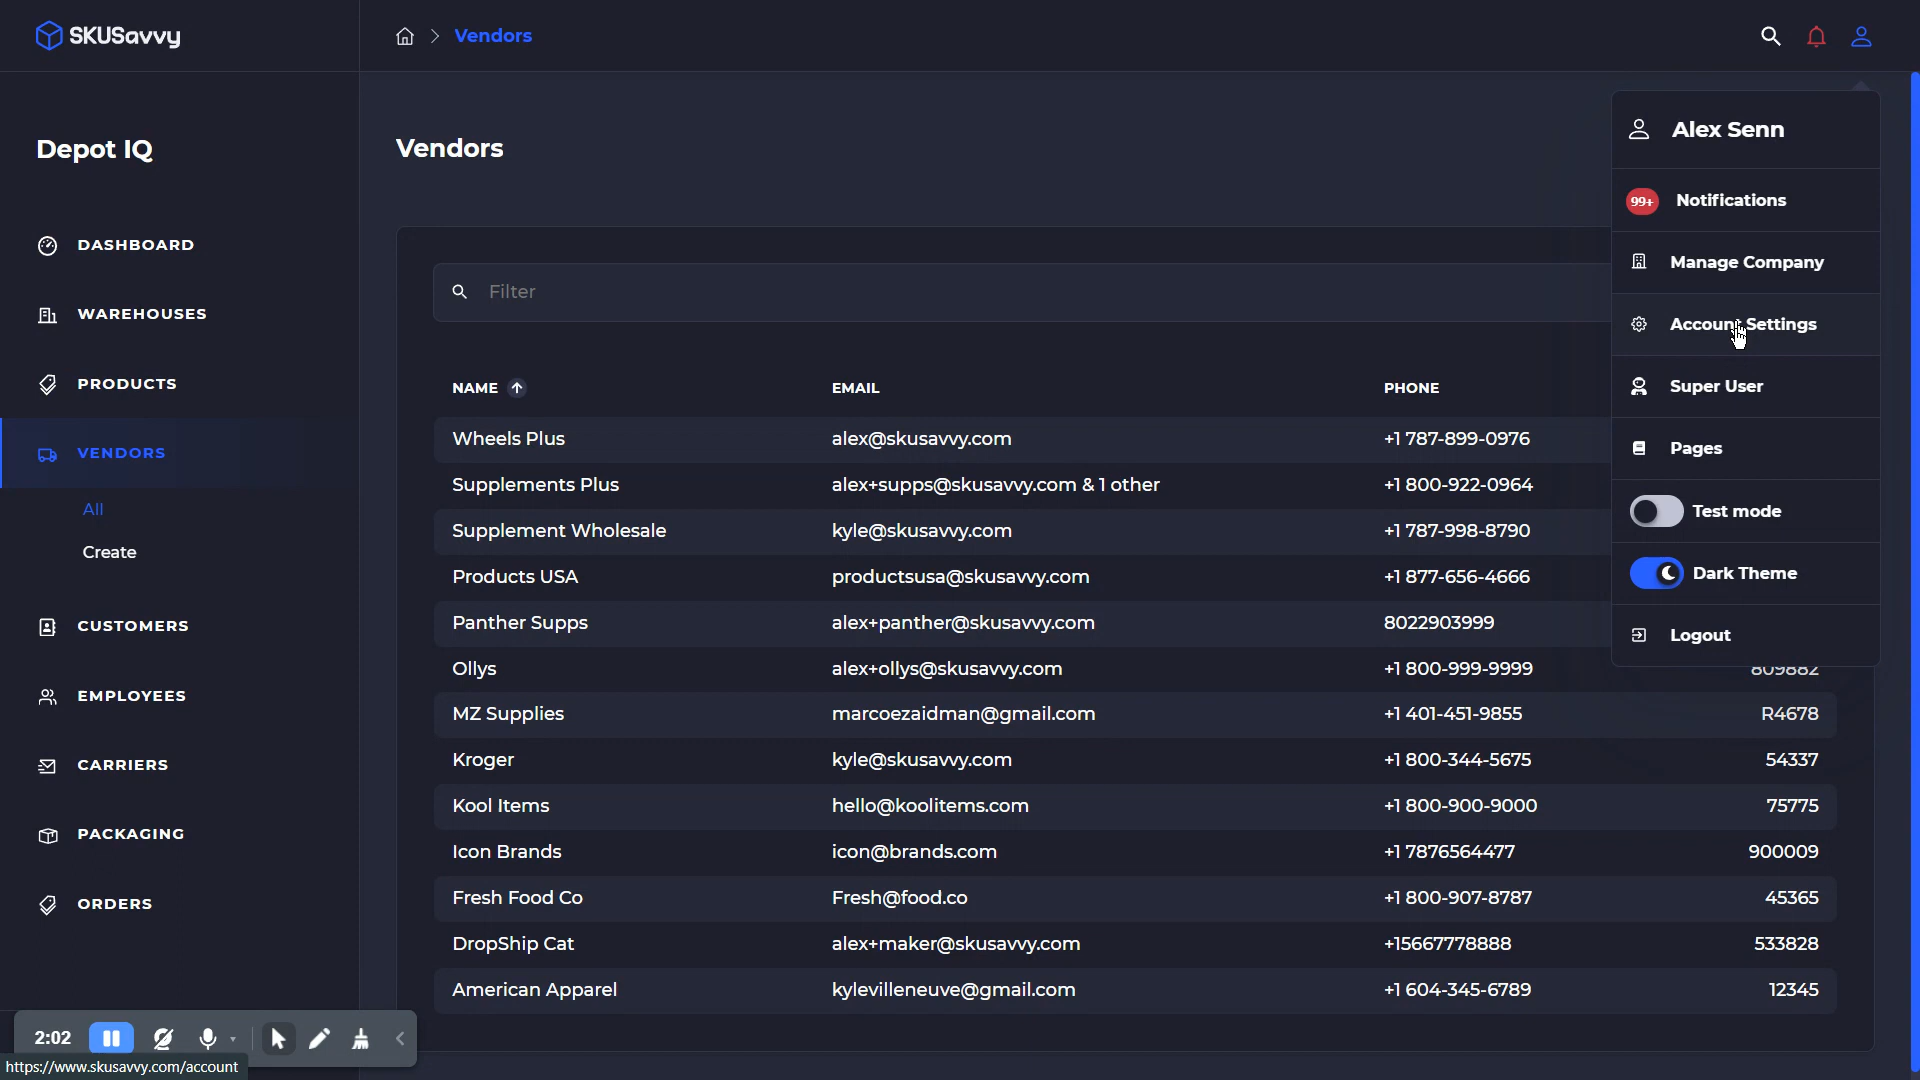 SKUSavvy
Vendors
Depot IQ
DASHBOARD
WAREHOUSES
PRODUCTS
VENDORS
All
Create
CUSTOMERS
EMPLOYEES
CARRIERS
PACKAGING
ORDERS
Vendors
Filter
NAME EMAIL PHONE
Wheels Plus alex@skusavvy.com +1 787-899-0976
Supplements Plus alex+supps@skusavvy.com & 1 other +1 800-922-0964
Supplement Wholesale kyle@skusavvy.com +1 787-998-8790
Products USA productsusa@skusavvy.com +1 877-656-4666
Panther Supps alex+panther@skusavvy.com 8022903999
Ollys alex+ollys@skusavvy.com +1 800-999-9999 809882
MZ Supplies marcoezaidman@gmail.com +1 401-451-9855 R4678
Kroger kyle@skusavvy.com +1 800-344-5675 54337
Kool Items hello@koolitems.com +1 800-900-9000 75775
Icon Brands icon@brands.com +1 7876564477 900009
Fresh Food Co Fresh@food.co +1 800-907-8787 45365
DropShip Cat alex+maker@skusavvy.com +15667778888 533828
American Apparel kylevilleneuve@gmail.com +1 604-345-6789 12345
Alex Senn
99+ Notifications
Manage Company
Account Settings
Super User
Pages
Test mode
Dark Theme
Logout
2:02
https://www.skusavvy.com/account